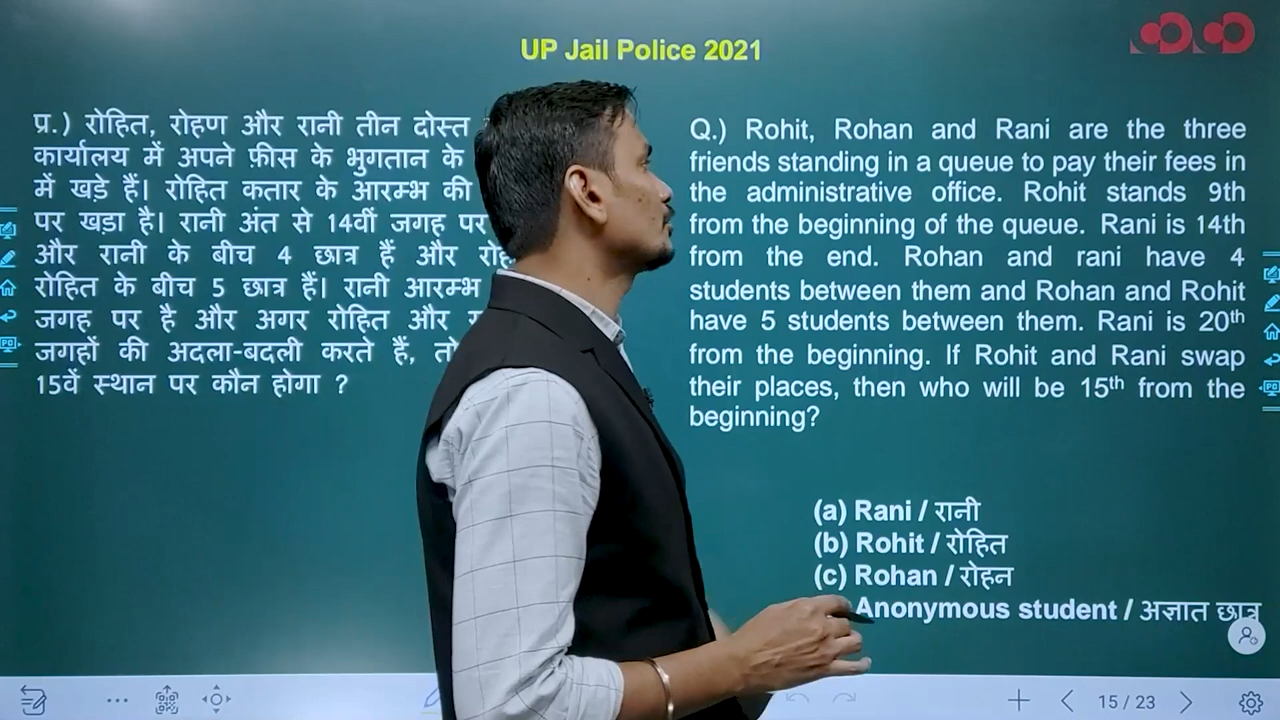 UP Jail Police 2021
प्र.) रोहित, रोहण और रानी तीन दोस्त
कार्यालय में अपने फ़ीस के भुगतान के
में खड़े हैं। रोहित कतार के आरम्भ की
पर खड़ा है। रानी अंत से 14वीं जगह पर
और रानी के बीच 4 छात्र हैं और
रोहित के बीच 5 छात्र हैं। रानी आरम्भ
जगह पर है और अगर रोहित और
जगहों की अदला-बदली करते हैं, तो
15वें स्थान पर कौन होगा ?
Q.) Rohit, Rohan and Rani are the three
friends standing in a queue to pay their fees in
the administrative office. Rohit stands 9th
from the beginning of the queue. Rani is 14th
from the end. Rohan and rani have 4
students between them and Rohan and Rohit
have 5 students between them. Rani is 20th
from the beginning. If Rohit and Rani swap
their places, then who will be 15th from the
beginning?
(a) Rani / रानी
(b) Rohit / रोहित
(c) Rohan / रोहन
Anonymous student / अज्ञात छात्र
15 / 23